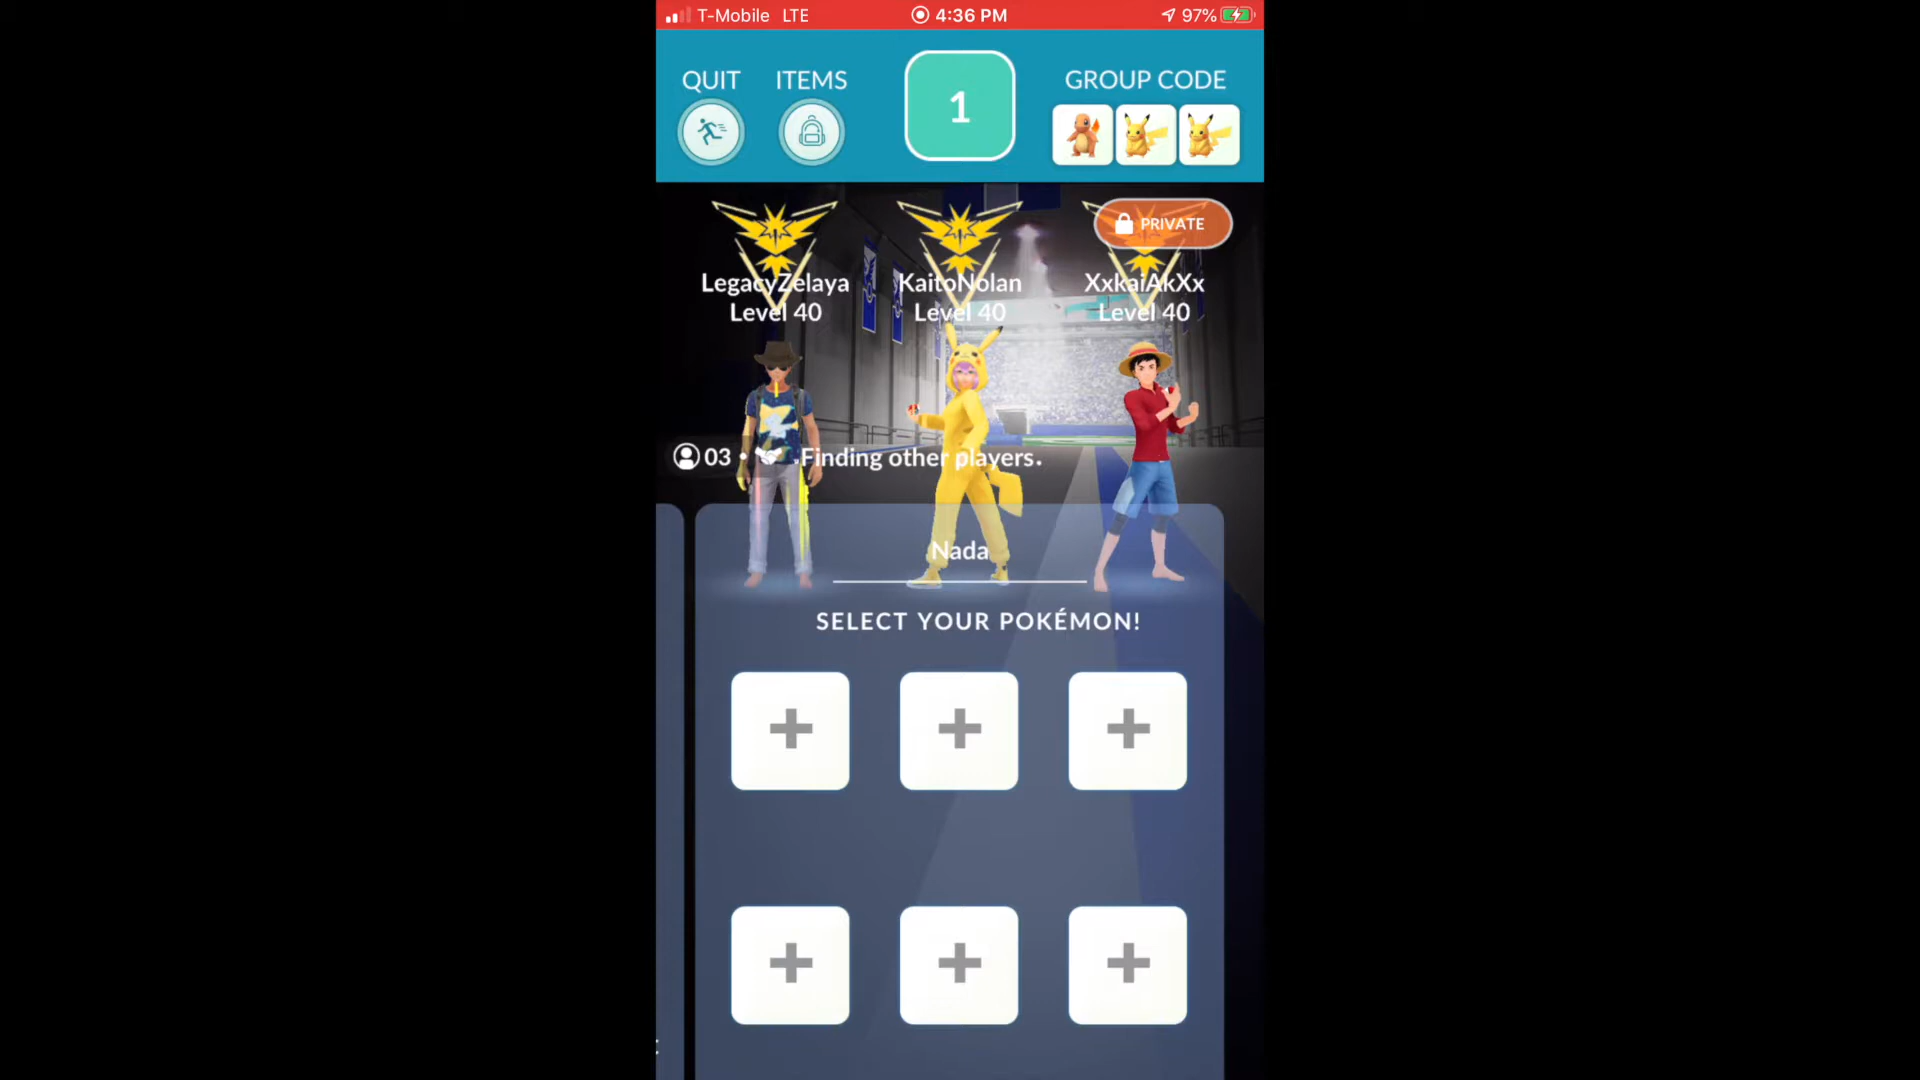 T-Mobile LTE 4:36 PM 97%
QUIT ITEMS 1 GROUP CODE
PRIVATE
LegacyZelaya KaitoNolan XxkaiAkXx
Level 40 Level 40 Level 40
03 • Finding other players.
Nada
SELECT YOUR POKÉMON!